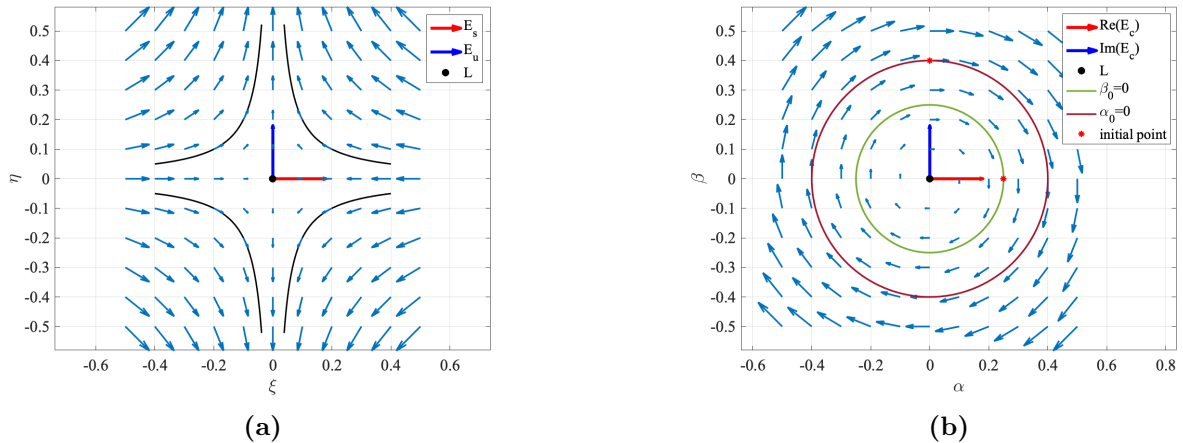 0.5
0.4
0.3
0.2
0.1
0
-0.1
-0.2
-0.3
-0.4
-0.5
η
-0.6 -0.4 -0.2 0 0.2 0.4 0.6
ξ
E_s
E_u
L
(a)
0.5
0.4
0.3
0.2
0.1
0
-0.1
-0.2
-0.3
-0.4
-0.5
β
-0.6 -0.4 -0.2 0 0.2 0.4 0.6 0.8
α
Re(E_c)
Im(E_c)
L
β_0=0
α_0=0
initial point
(b)